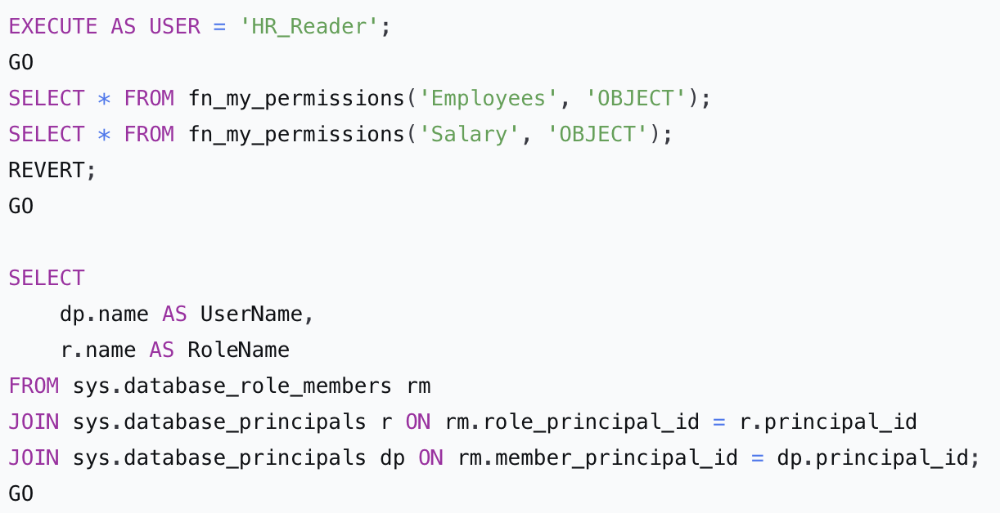 EXECUTE AS USER = 'HR_Reader';
GO
SELECT * FROM fn_my_permissions('Employees', 'OBJECT');
SELECT * FROM fn_my_permissions('Salary', 'OBJECT');
REVERT;
GO

SELECT
    dp.name AS UserName,
    r.name AS RoleName
FROM sys.database_role_members rm
JOIN sys.database_principals r ON rm.role_principal_id = r.principal_id
JOIN sys.database_principals dp ON rm.member_principal_id = dp.principal_id;
GO